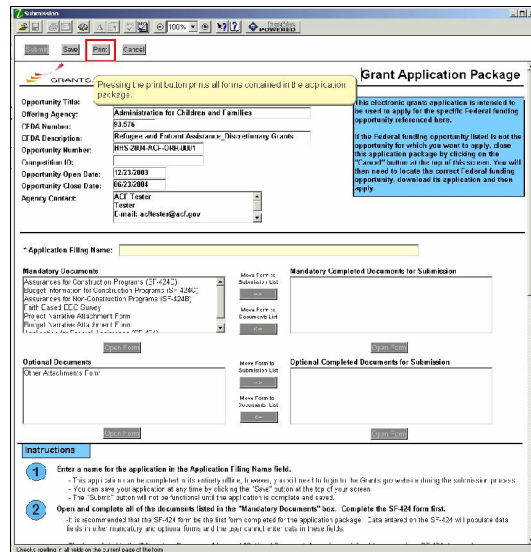 Submission
100%
POWERED
Submit Save Print Cancel
GRANTS.
Grant Application Package
Pressing the print button prints all forms contained in the application
package.
Opportunity Title:
Offering Agency: Administration for Children and Families
CFDA Number: 93.576
CFDA Description: Refugee and Entrant Assistance_Discretionary Grants
Opportunity Number: HHS-2004-ACF-ORR-0001
Competition ID:
Opportunity Open Date: 12/23/2003
Opportunity Close Date: 06/23/2004
Agency Contact: ACF Tester
Tester
E-mail: acftester@acf.gov
This electronic grants application is intended to
be used to apply for the specific Federal funding
opportunity referenced here.
If the Federal funding opportunity listed is not the
opportunity for which you want to apply, close
this application package by clicking on the
"Cancel" button at the top of this screen. You will
then need to locate the correct Federal funding
opportunity, download its application and then
apply.
* Application Filing Name:
Mandatory Documents
Move Form to
Submission List
Mandatory Completed Documents for Submission
Assurances for Construction Programs (SF-424D)
Budget Information for Construction Programs (SF-424C)
Assurances for Non-Construction Programs (SF-424B)
Faith Based EEO Survey
Project Narrative Attachment Form
Budget Narrative Attachment Form
=>
Move Form to
Documents List
<=
Open Form
Open Form
Optional Documents
Move Form to
Submission List
Optional Completed Documents for Submission
Other Attachments Form
=>
Move Form to
Documents List
<=
Open Form
Open Form
Instructions
1 Enter a name for the application in the Application Filing Name field.
- This application can be completed in its entirety offline; however, you will need to login to the Grants.gov website during the submission process.
- You can save your application at any time by clicking the "Save" button at the top of your screen.
- The "Submit" button will not be functional until the application is complete and saved.
2 Open and complete all of the documents listed in the "Mandatory Documents" box. Complete the SF-424 form first.
-It is recommended that the SF-424 form be the first form completed for the application package. Data entered on the SF-424 will populate data
fields in other mandatory and optional forms and the user cannot enter data in these fields.
Checks spelling in all fields on the current page of the form